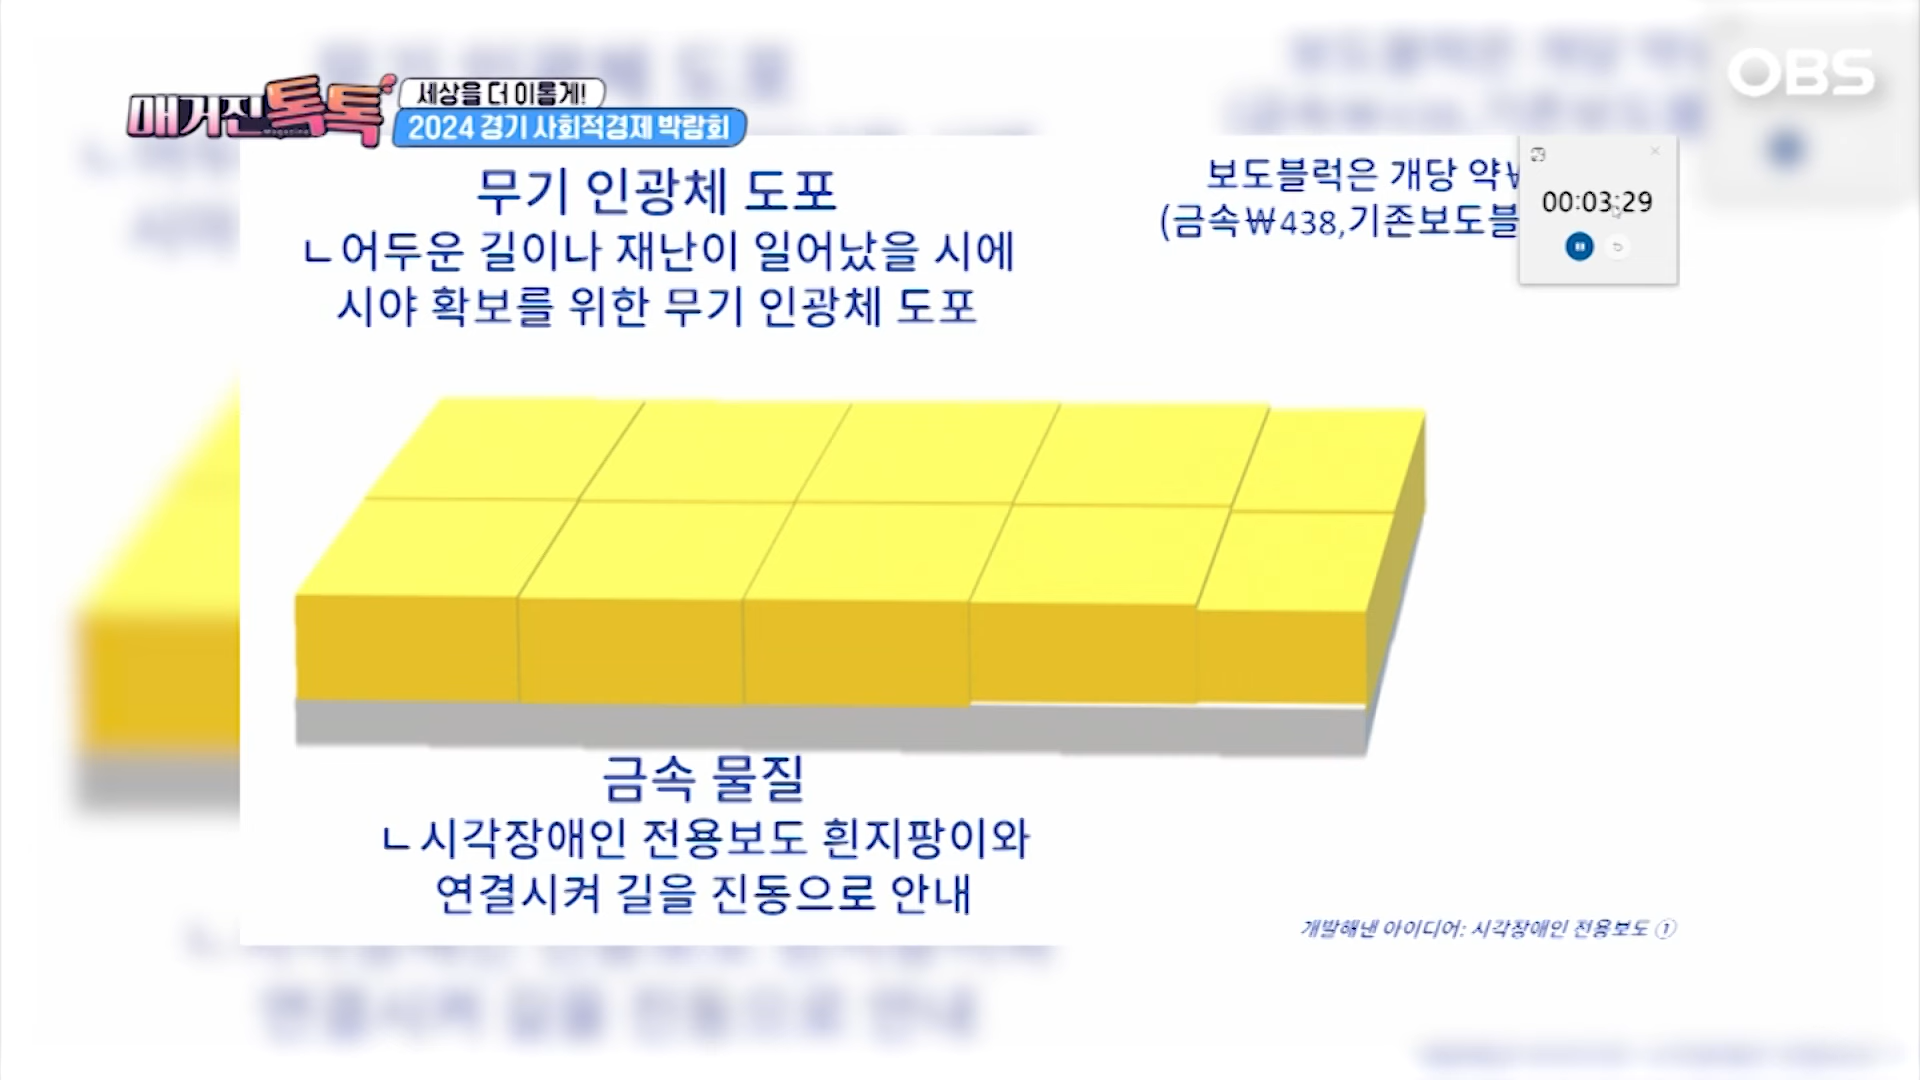 매거진톡톡
Magazine
세상을 더 이롭게!
2024 경기 사회적경제 박람회
OBS
무기 인광체 도포
ㄴ어두운 길이나 재난이 일어났을 시에
시야 확보를 위한 무기 인광체 도포
보도블럭은 개당 약
(금속₩438,기존보도블
00:03:29
금속 물질
ㄴ시각장애인 전용보도 흰지팡이와
연결시켜 길을 진동으로 안내
개발해낸 아이디어: 시각장애인 전용보도 ①